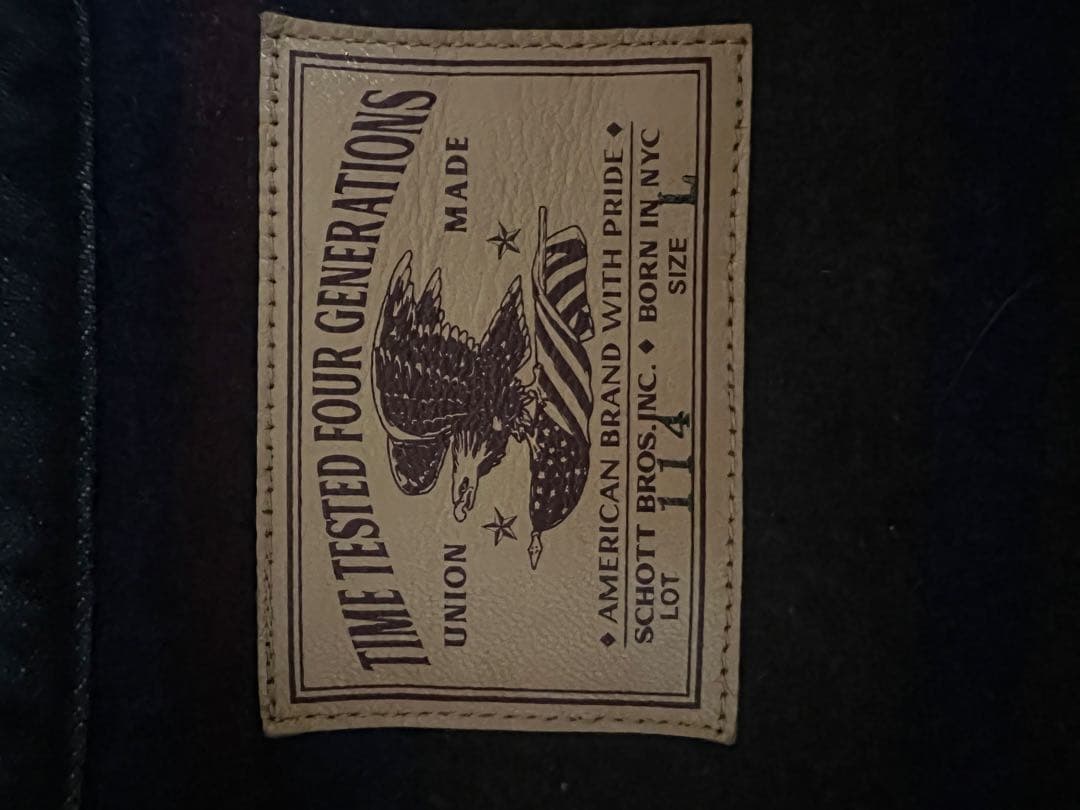 TIME TESTED FOUR GENERATIONS
UNION MADE
◆ AMERICAN BRAND WITH PRIDE ◆
SCHOTT BROS. INC. ◆ BORN IN NYC
LOT 114 SIZE L